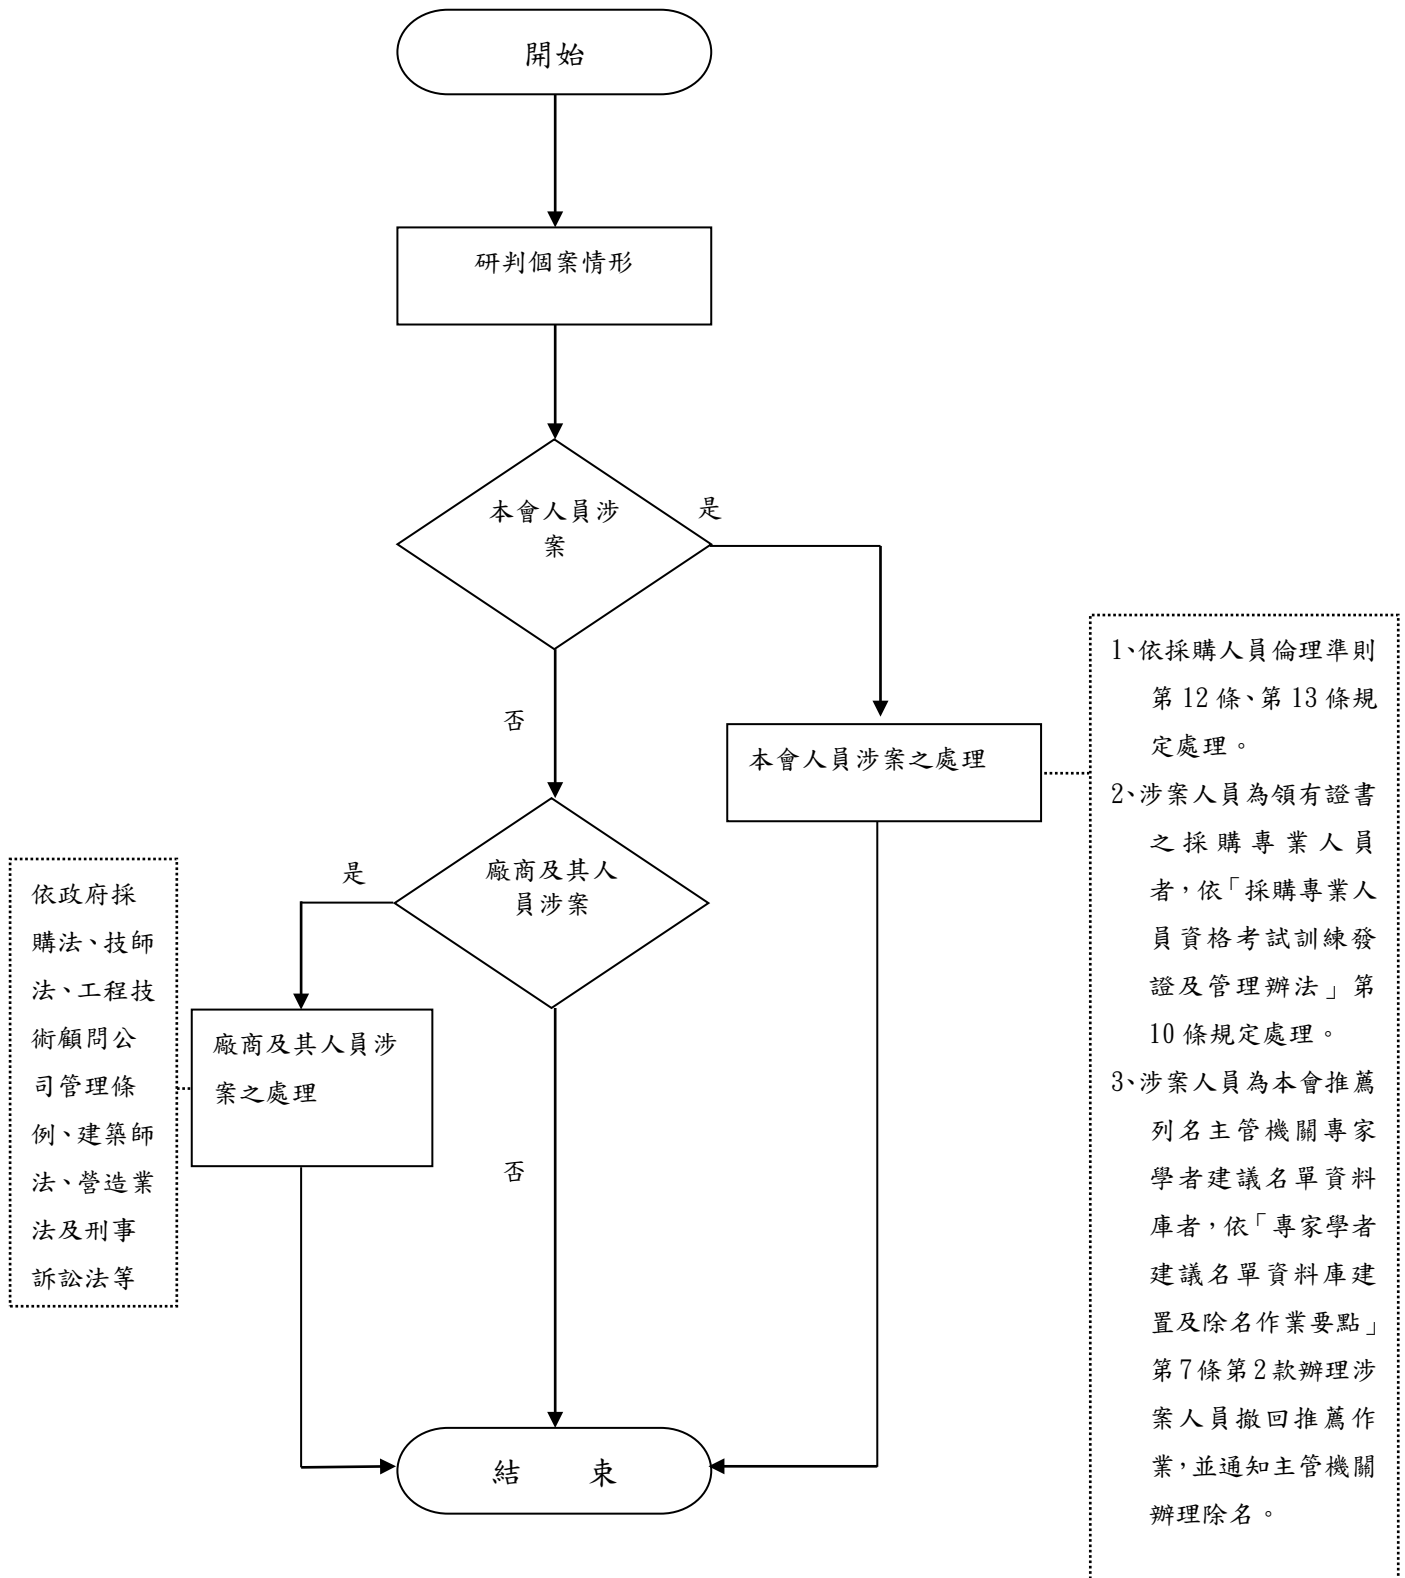 開始
研判個案情形
本會人員涉
案
是
否
本會人員涉案之處理
1、依採購人員倫理準則
第 12 條、第 13 條規
定處理。
2、涉案人員為領有證書
之採購專業人員
者，依「採購專業人
員資格考試訓練發
證及管理辦法」第
10 條規定處理。
3、涉案人員為本會推薦
列名主管機關專家
學者建議名單資料
庫者，依「專家學者
建議名單資料庫建
置及除名作業要點」
第 7 條第 2 款辦理涉
案人員撤回推薦作
業，並通知主管機關
辦理除名。
廠商及其人
員涉案
是
依政府採
購法、技師
法、工程技
術顧問公
司管理條
例、建築師
法、營造業
法及刑事
訴訟法等
廠商及其人員涉
案之處理
否
結 束